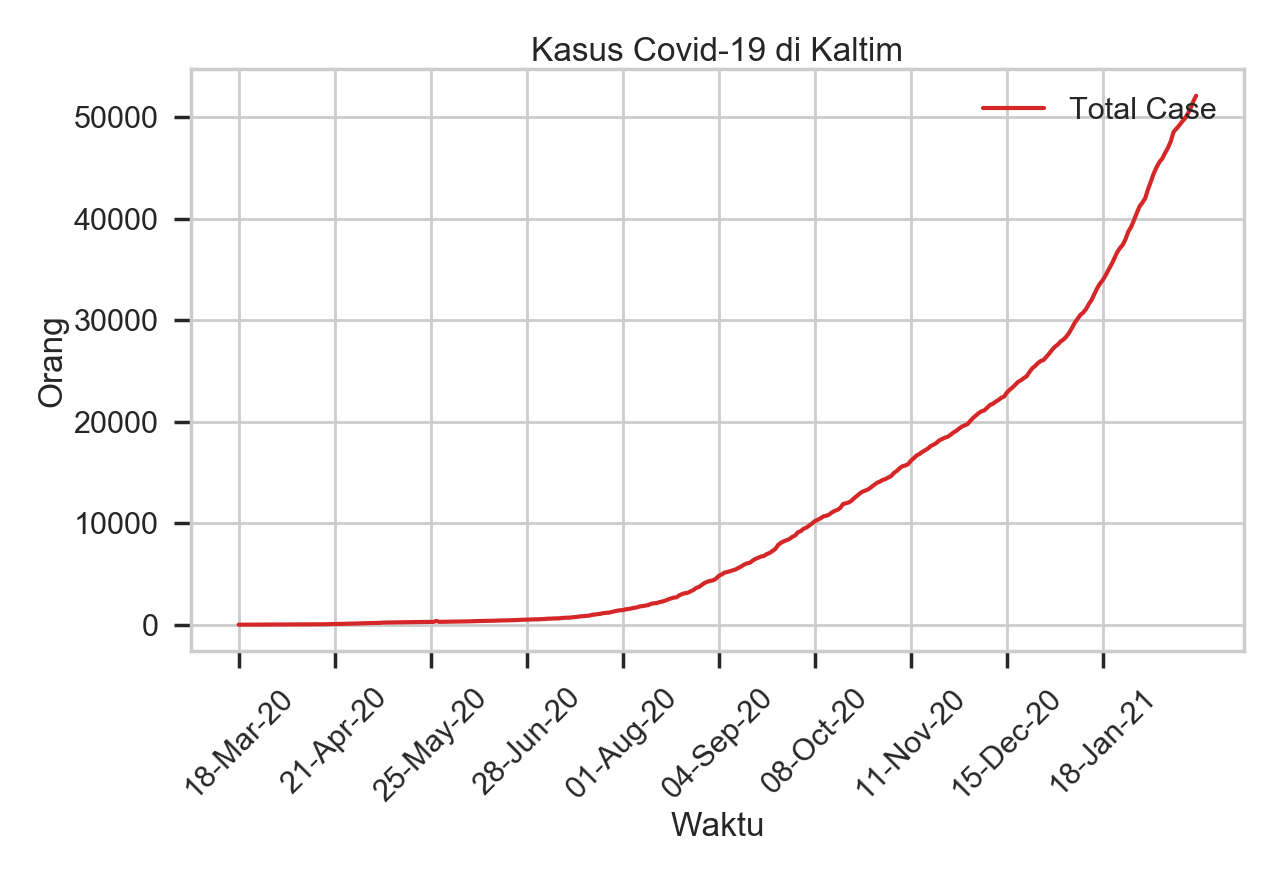 Kasus Covid-19 di Kaltim
Total Case
Orang
50000
40000
30000
20000
10000
0
18-Mar-20
21-Apr-20
25-May-20
28-Jun-20
01-Aug-20
04-Sep-20
08-Oct-20
11-Nov-20
15-Dec-20
18-Jan-21
Waktu